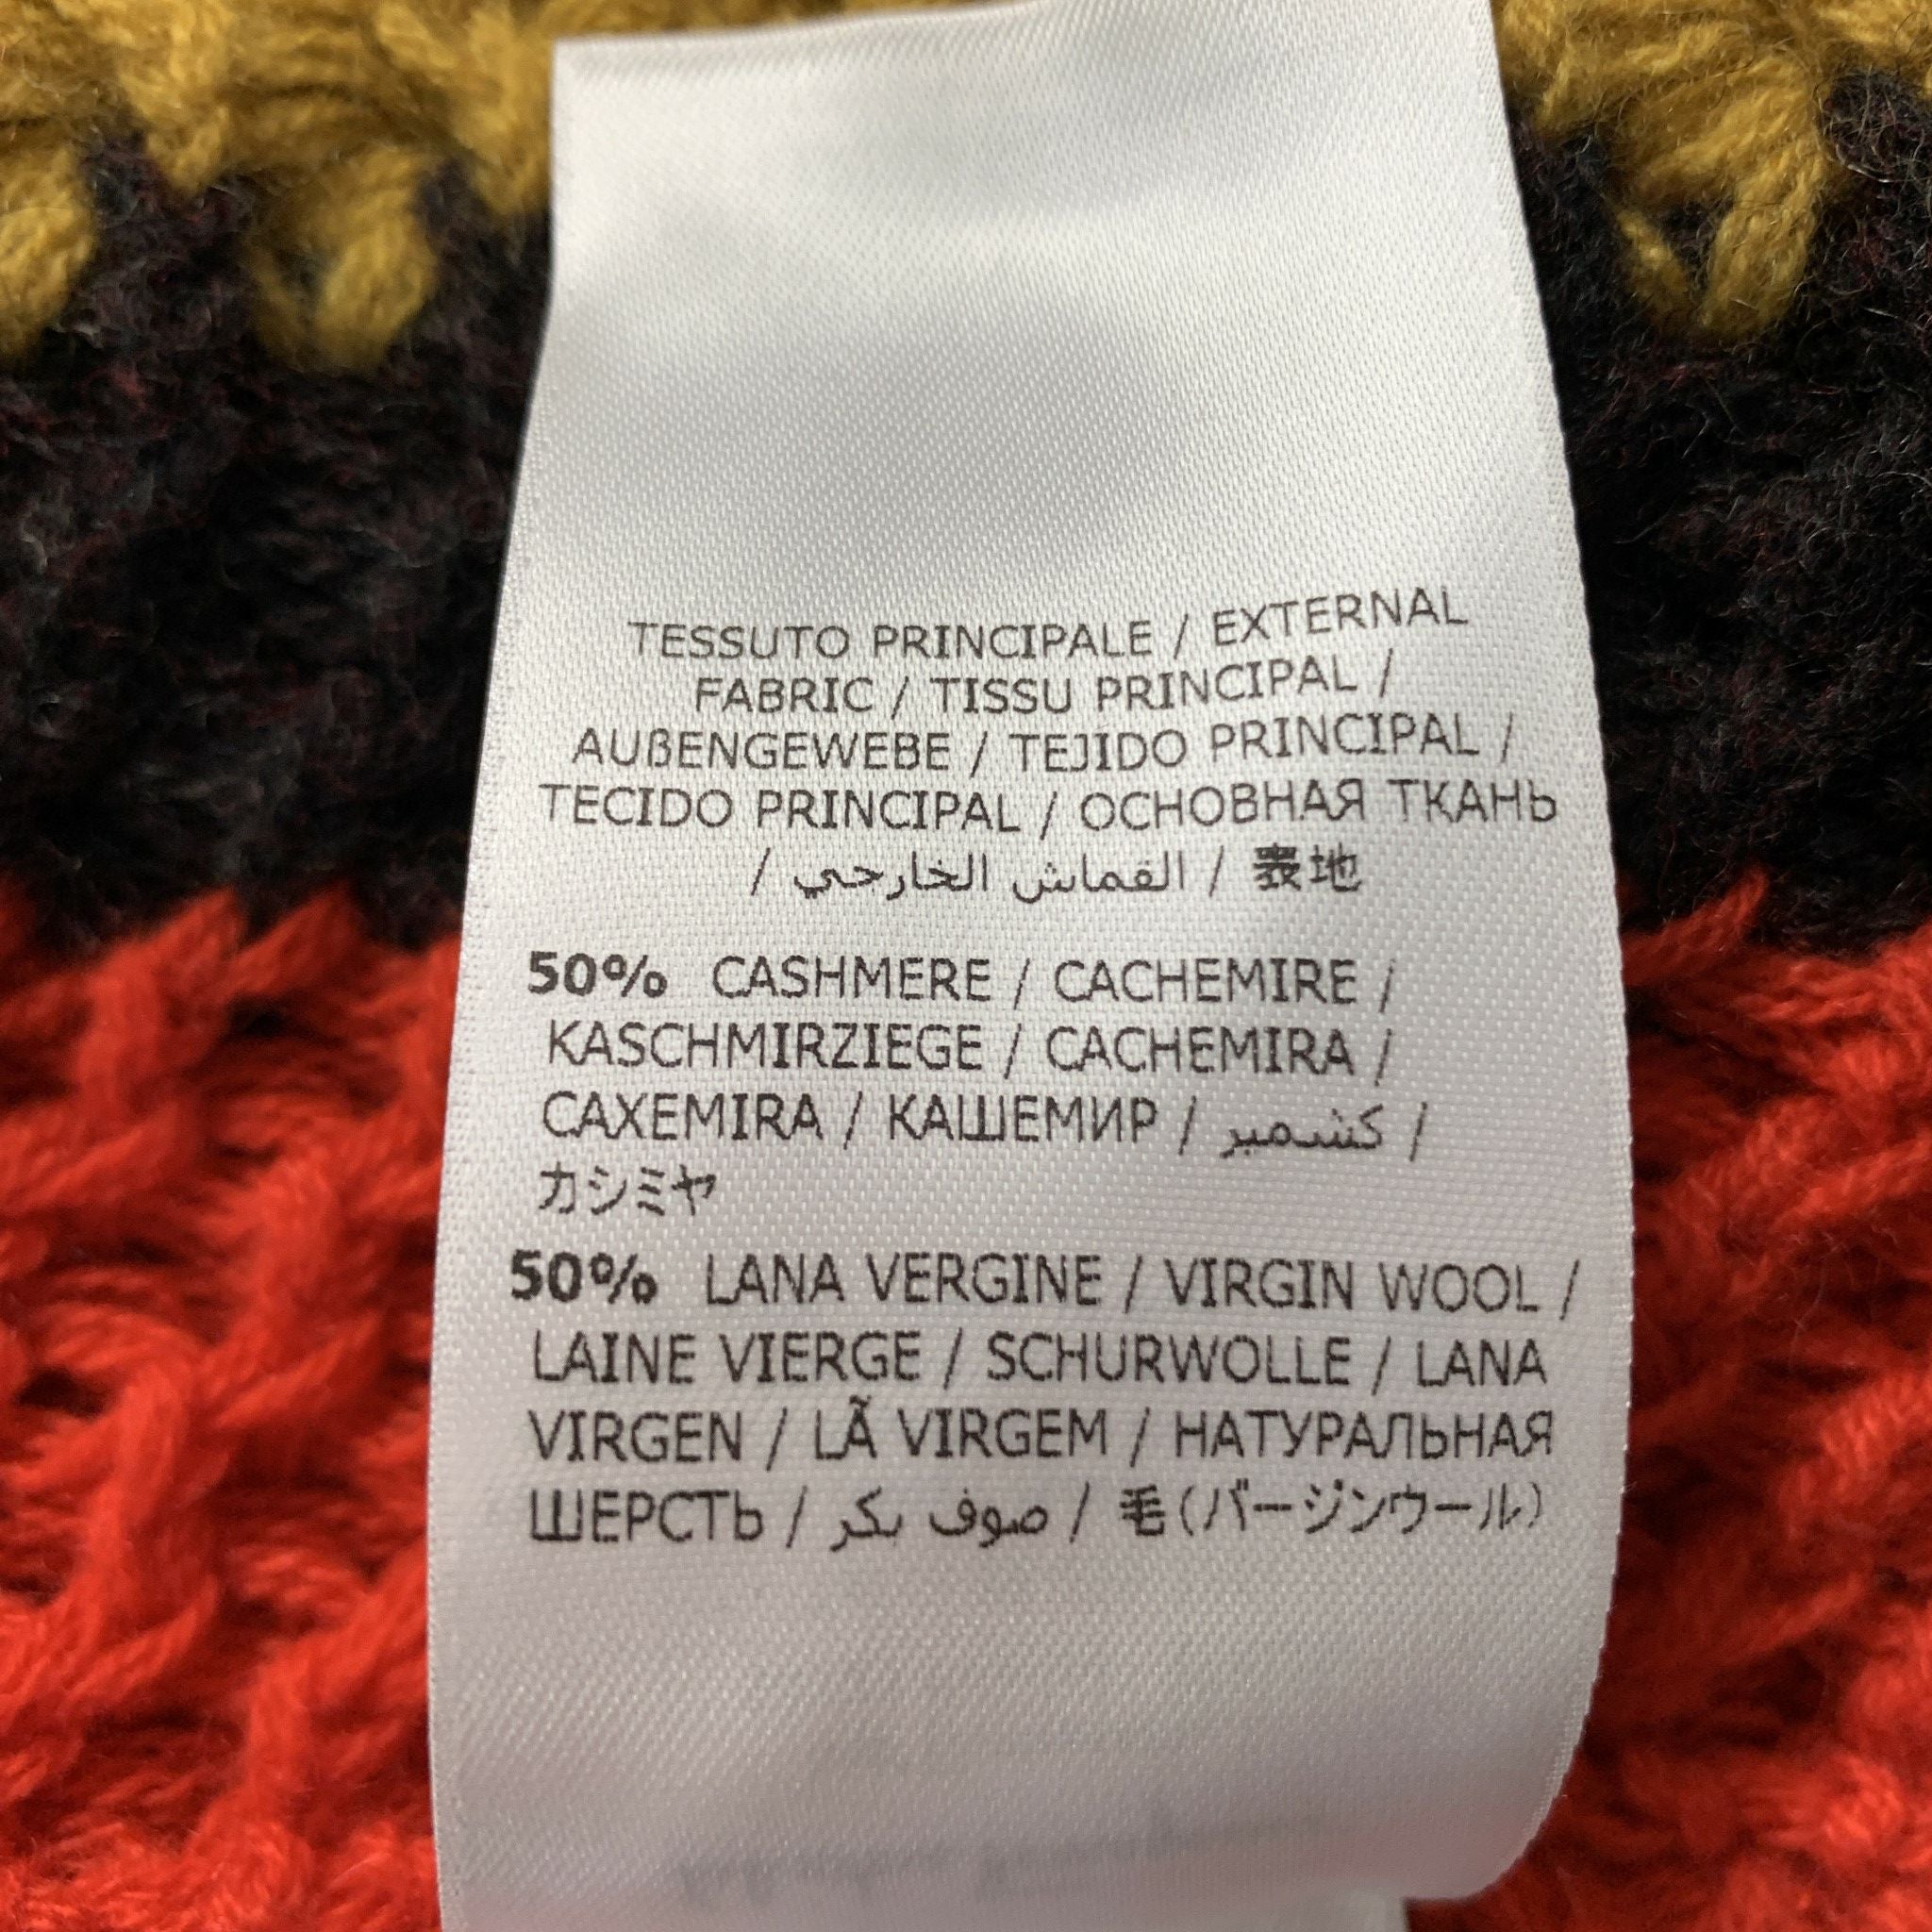 TESSUTO PRINCIPALE / EXTERNAL
FABRIC / TISSU PRINCIPAL /
AUßENGEWEBE / TEJIDO PRINCIPAL /
TECIDO PRINCIPAL / ОСНОВНАЯ ТКАНЬ
/ القماش الخارجي / 表地
50% CASHMERE / CACHEMIRE /
KASCHMIRZIEGE / CACHEMIRA /
CAXEMIRA / КАШЕМИР / كشمير /
カシミヤ
50% LANA VERGINE / VIRGIN WOOL /
LAINE VIERGE / SCHURWOLLE / LANA
VIRGEN / LÃ VIRGEM / НАТУРАЛЬНАЯ
ШЕРСТЬ / صوف بكر / 毛(バージンウール)